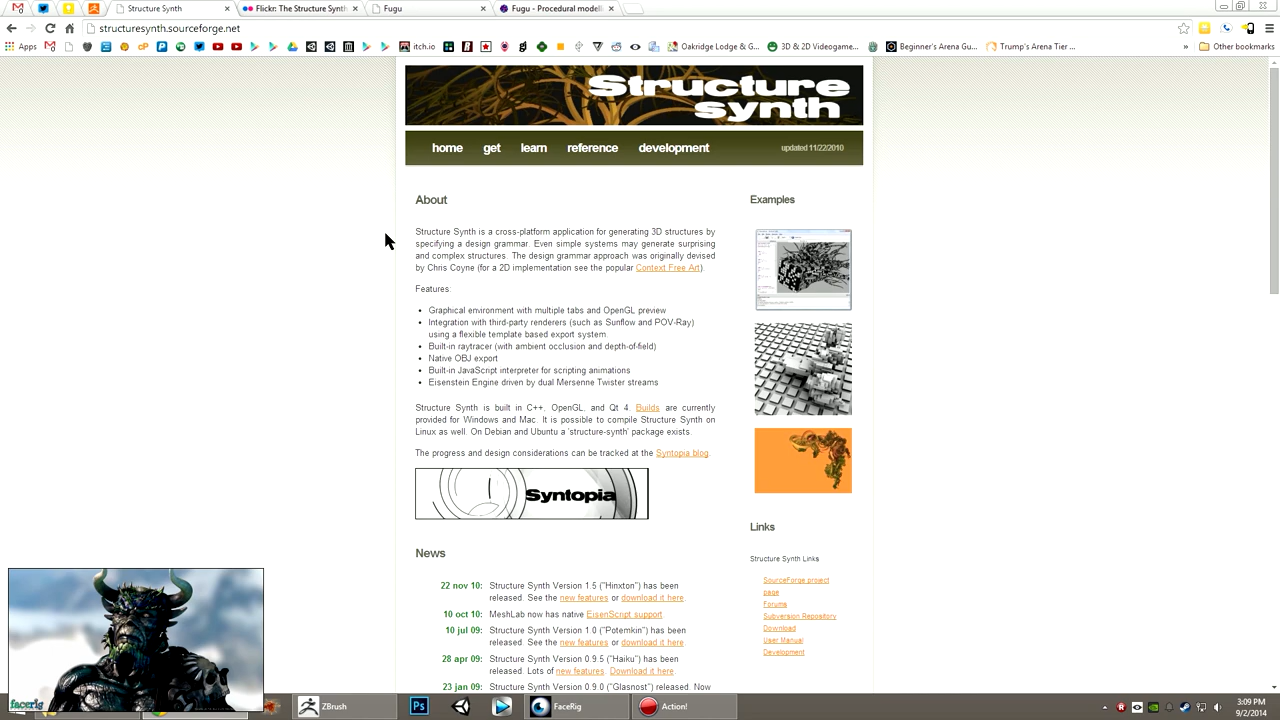 Structure Synth
Flickr: The Structure Synth
Fugu
Fugu - Procedural modell
structuresynth.sourceforge.net
Apps
itch.io
Oakridge Lodge & G...
3D & 2D Videogame...
Beginner's Arena Gu...
Trump's Arena Tier ...
»
Other bookmarks
Structure
synth
home get learn reference development
updated 11/22/2010
About
Structure Synth is a cross-platform application for generating 3D structures by
specifying a design grammar. Even simple systems may generate surprising
and complex structures. The design grammar approach was originally devised
by Chris Coyne (for a 2D implementation see the popular Context Free Art).
Features:
• Graphical environment with multiple tabs and OpenGL preview
• Integration with third-party renderers (such as Sunflow and POV-Ray)
using a flexible template based export system
• Built-in raytracer (with ambient occlusion and depth-of-field)
• Native OBJ export
• Built-in JavaScript interpreter for scripting animations
• Eisenstein Engine driven by dual Mersenne Twister streams
Structure Synth is built in C++, OpenGL, and Qt 4. Builds are currently
provided for Windows and Mac. It is possible to compile Structure Synth on
Linux as well. On Debian and Ubuntu a 'structure-synth' package exists.
The progress and design considerations can be tracked at the Syntopia blog.
Syntopia
News
22 nov 10: Structure Synth Version 1.5 ("Hinxton") has been
released. See the new features or download it here.
10 oct 10: MeshLab now has native EisenScript support
10 jul 09: Structure Synth Version 1.0 ("Potemkin") has been
released. See the new features or download it here.
28 apr 09: Structure Synth Version 0.9.5 ("Haiku") has been
released. Lots of new features. Download it here
23 jan 09: Structure Synth Version 0.9.0 ("Glasnost") released. Now
Examples
Links
Structure Synth Links
SourceForge project
page
Forums
Subversion Repository
Download
User Manual
Development
facerig
ZBrush
Ps
FaceRig
Action!
3:09 PM
9/2/2014